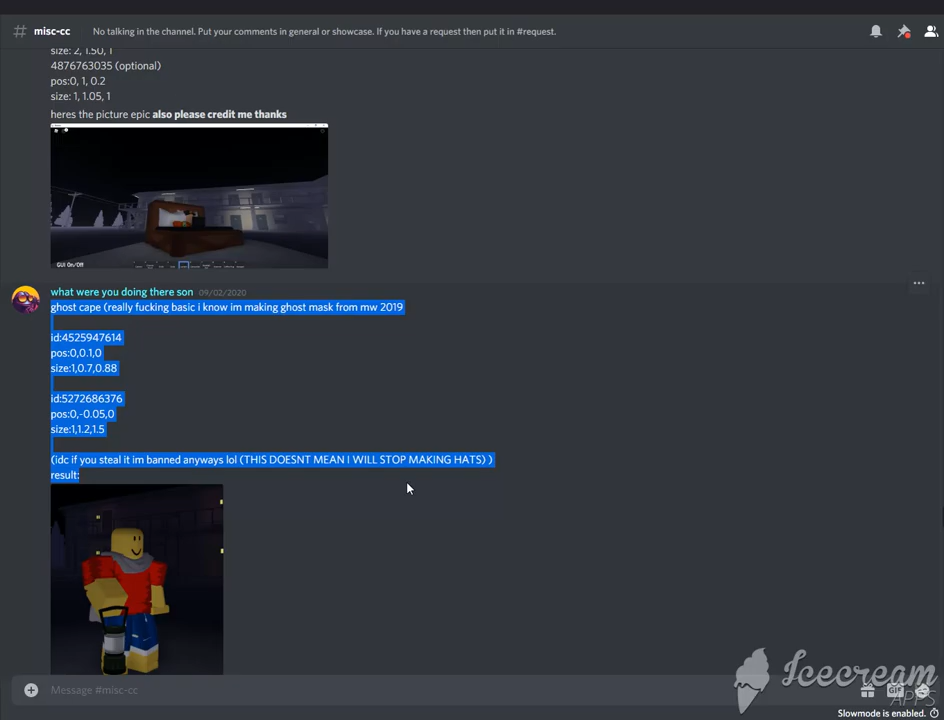 # misc-cc No talking in the channel. Put your comments in general or showcase. If you have a request then put it in #request.
size: 2, 1.50, 1
4876763035 (optional)
pos:0, 1, 0.2
size: 1, 1.05, 1
heres the picture epic also please credit me thanks
GUI On/Off
what were you doing there son 09/02/2020
ghost cape (really fucking basic i know im making ghost mask from mw 2019
id:4525947614
pos:0,0.1,0
size:1,0.7,0.88
id:5272686376
pos:0,-0.05,0
size:1,1.2,1.5
(idc if you steal it im banned anyways lol (THIS DOESNT MEAN I WILL STOP MAKING HATS) )
result:
Message #misc-cc
GIF
Icecream
APPS
Slowmode is enabled.